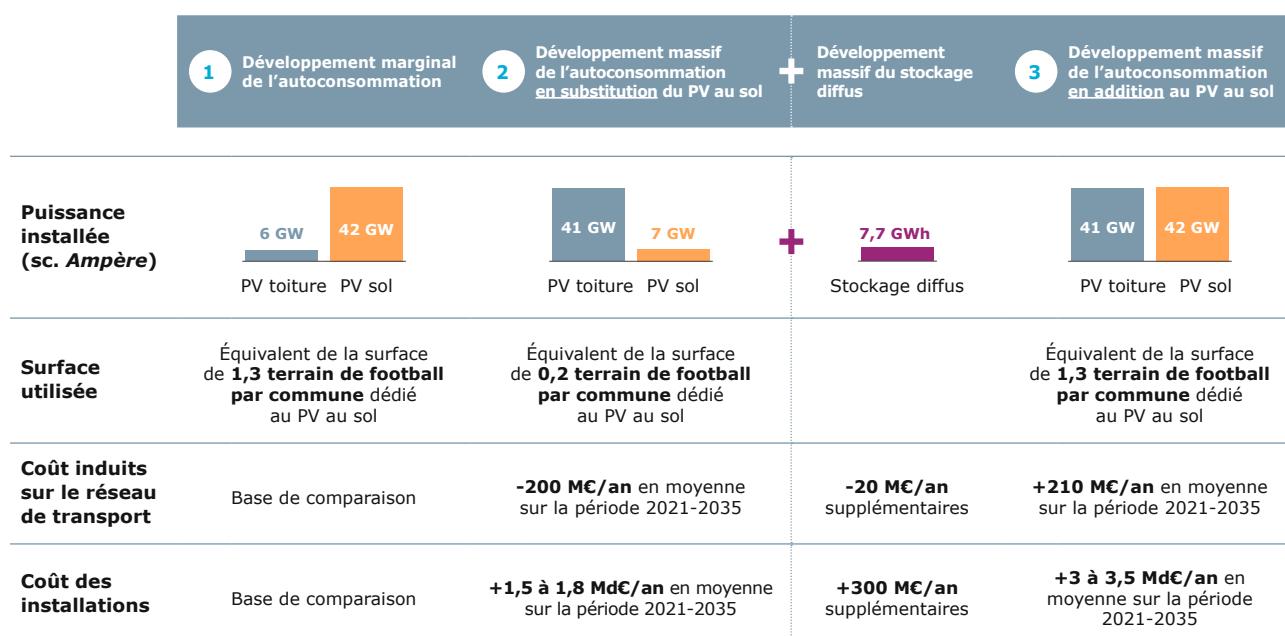 1
Développement marginal
de l'autoconsommation
2
Développement massif
de l'autoconsommation
en substitution du PV au sol
+
Développement
massif du stockage
diffus
3
Développement massif
de l'autoconsommation
en addition au PV au sol
Puissance
installée
(sc. Ampère)
6 GW
42 GW
PV toiture PV sol
41 GW
7 GW
PV toiture PV sol
+
7,7 GWh
Stockage diffus
41 GW
42 GW
PV toiture PV sol
Surface
utilisée
Équivalent de la surface
de 1,3 terrain de football
par commune dédié
au PV au sol
Équivalent de la surface
de 0,2 terrain de football
par commune dédié
au PV au sol
Équivalent de la surface
de 1,3 terrain de football
par commune dédié
au PV au sol
Coût induits
sur le réseau
de transport
Base de comparaison
-200 M€/an en moyenne
sur la période 2021-2035
-20 M€/an
supplémentaires
+210 M€/an en moyenne
sur la période 2021-2035
Coût des
installations
Base de comparaison
+1,5 à 1,8 Md€/an en moyenne
sur la période 2021-2035
+300 M€/an
supplémentaires
+3 à 3,5 Md€/an en
moyenne sur la période
2021-2035